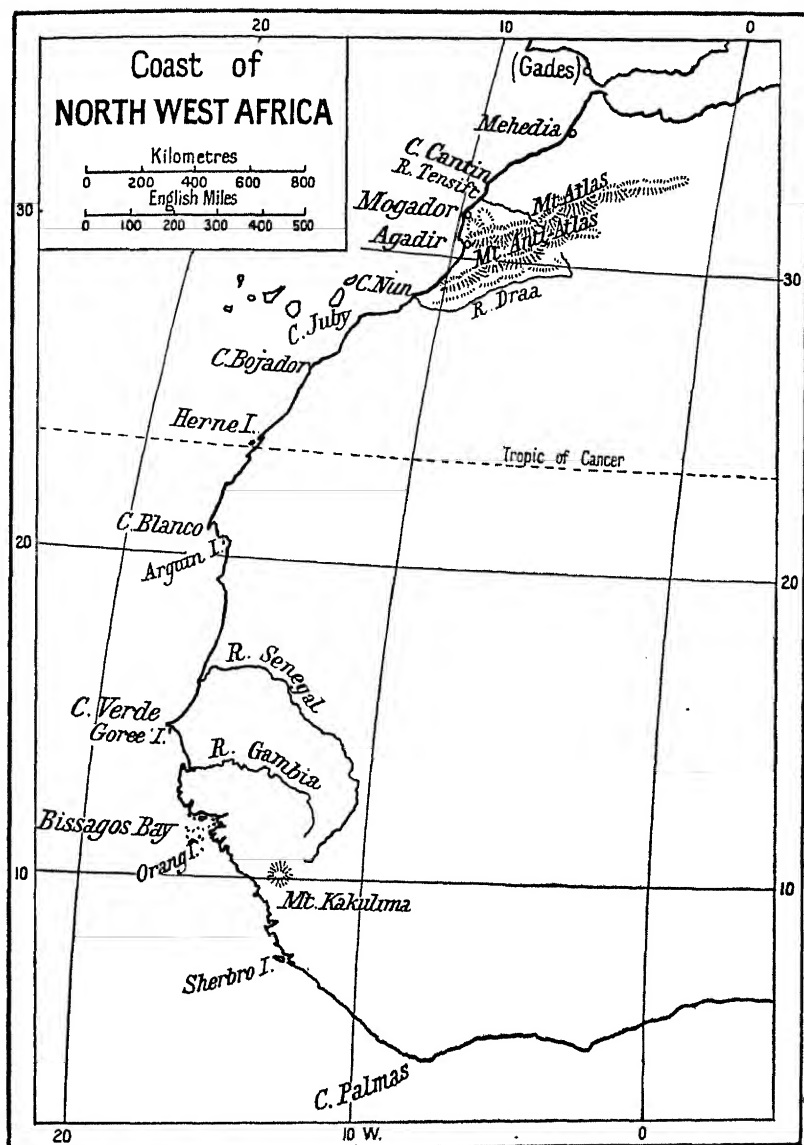 20
10
0
Coast of
NORTH WEST AFRICA
Kilometres
0 200 400 600 800
English Miles
0 100 200 300 400 500
(Gades)
Mehedia
C. Cantin
R. Tensift
Mt. Atlas
30
Mogador
Agadir
Mt. Anti-Atlas
30
C. Nun
R. Draa
C. Juby
C. Bojador
Herne I.
Tropic of Cancer
C. Blanco
20
Arguin I.
20
R. Senegal
C. Verde
Goree I.
R. Gambia
Bissagos Bay
Orang I.
10
10
Mt. Kakulima
Sherbro I.
C. Palmas
20
10 W.
0